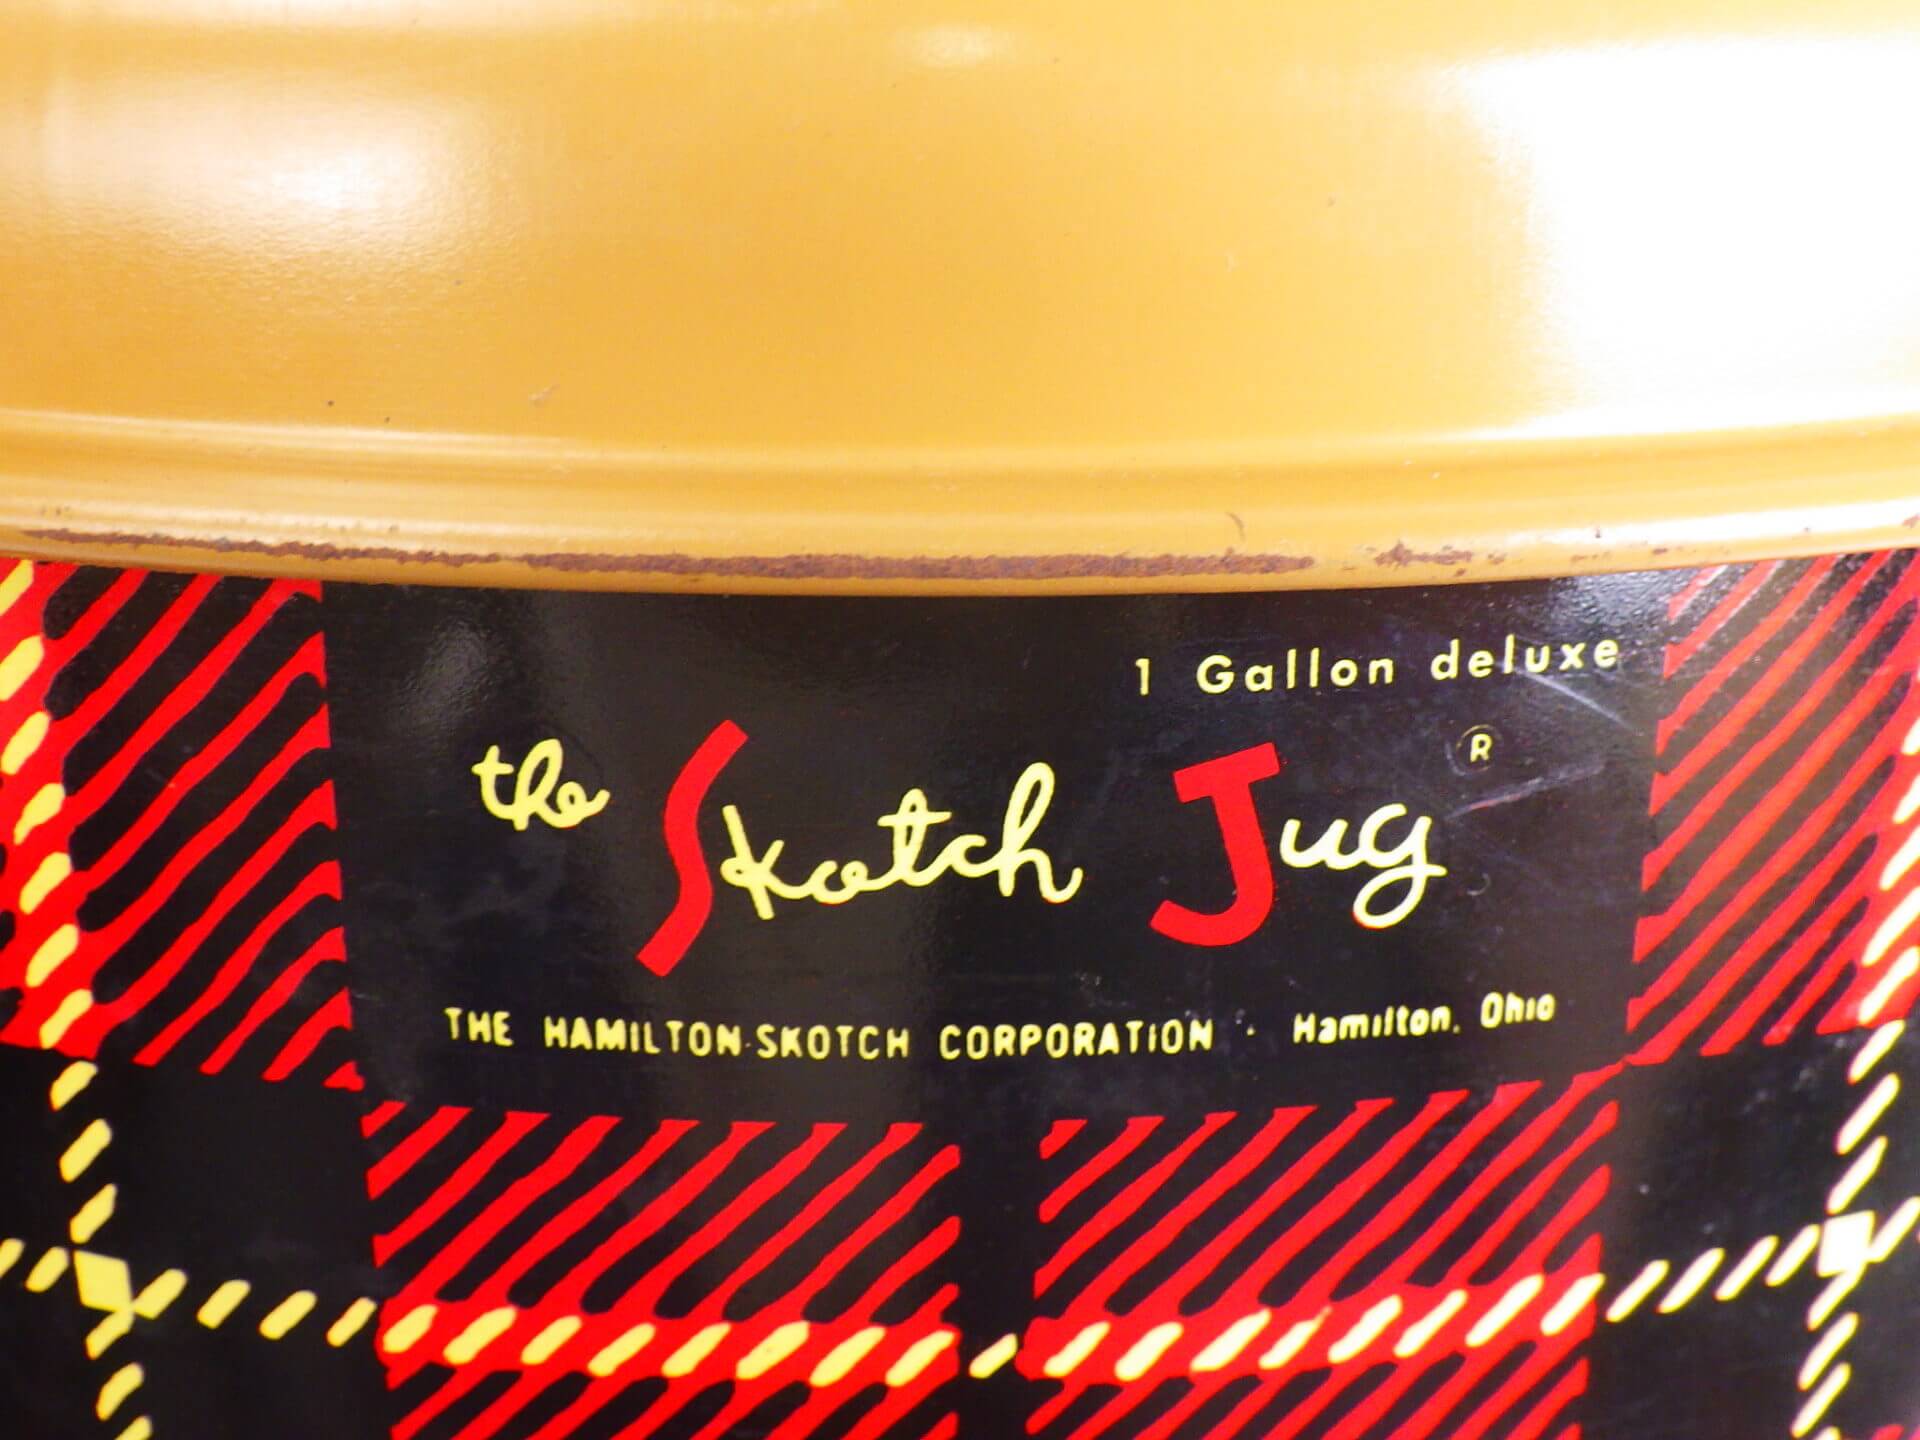 1 Gallon deluxe
the Skotch Jug ®
THE HAMILTON-SKOTCH CORPORATION · Hamilton, Ohio